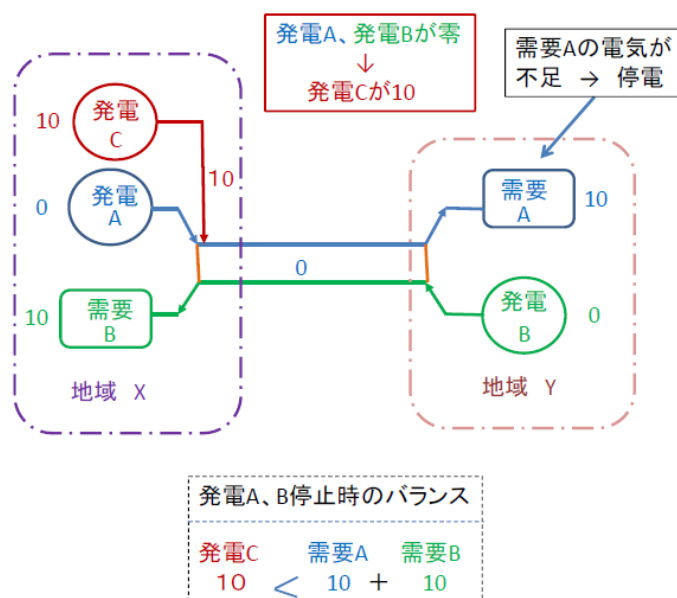 発電A、発電Bが零
↓
発電Cが10
需要Aの電気が
不足 → 停電
10
発電
C
10
0
発電
A
需要
A
10
0
10
需要
B
発電
B
0
地域 X
地域 Y
発電A、B停止時のバランス
発電C 需要A 需要B
10 < 10 + 10